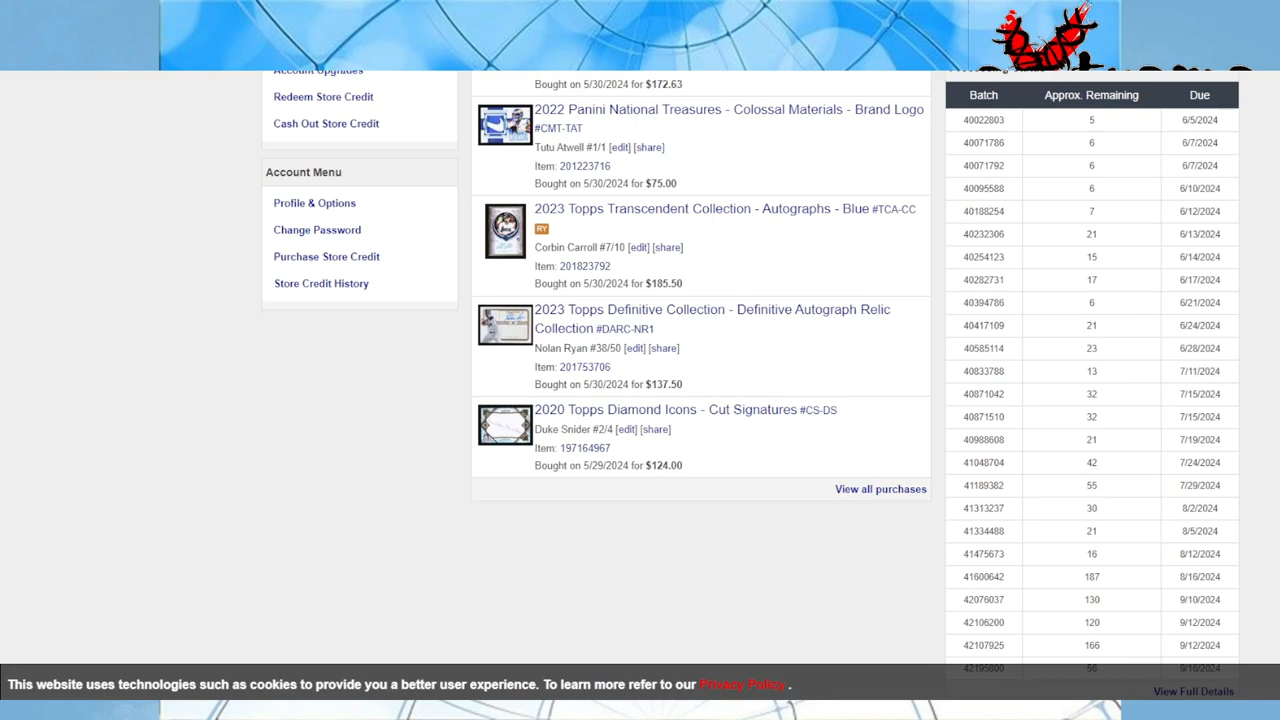 Account Upgrades
Redeem Store Credit
Cash Out Store Credit
Account Menu
Profile & Options
Change Password
Purchase Store Credit
Store Credit History
Bought on 5/30/2024 for $172.63
2022 Panini National Treasures - Colossal Materials - Brand Logo
#CMT-TAT
Tutu Atwell #1/1 [edit] [share]
Item: 201223716
Bought on 5/30/2024 for $75.00
2023 Topps Transcendent Collection - Autographs - Blue #TCA-CC
RY
Corbin Carroll #7/10 [edit] [share]
Item: 201823792
Bought on 5/30/2024 for $185.50
2023 Topps Definitive Collection - Definitive Autograph Relic
Collection #DARC-NR1
Nolan Ryan #38/50 [edit] [share]
Item: 201753706
Bought on 5/30/2024 for $137.50
2020 Topps Diamond Icons - Cut Signatures #CS-DS
Duke Snider #2/4 [edit] [share]
Item: 197164967
Bought on 5/29/2024 for $124.00
View all purchases
Batch Approx. Remaining Due
40022803 5 6/5/2024
40071786 6 6/7/2024
40071792 6 6/7/2024
40095588 6 6/10/2024
40188254 7 6/12/2024
40232306 21 6/13/2024
40254123 15 6/14/2024
40282731 17 6/17/2024
40394786 6 6/21/2024
40417109 21 6/24/2024
40585114 23 6/28/2024
40833788 13 7/11/2024
40871042 32 7/15/2024
40871510 32 7/15/2024
40988608 21 7/19/2024
41048704 42 7/24/2024
41189382 55 7/29/2024
41313237 30 8/2/2024
41334488 21 8/5/2024
41475673 16 8/12/2024
41600642 187 8/16/2024
42076037 130 9/10/2024
42106200 120 9/12/2024
42107925 166 9/12/2024
56 9/16/2024
View Full Details
This website uses technologies such as cookies to provide you a better user experience. To learn more refer to our Privacy Policy .